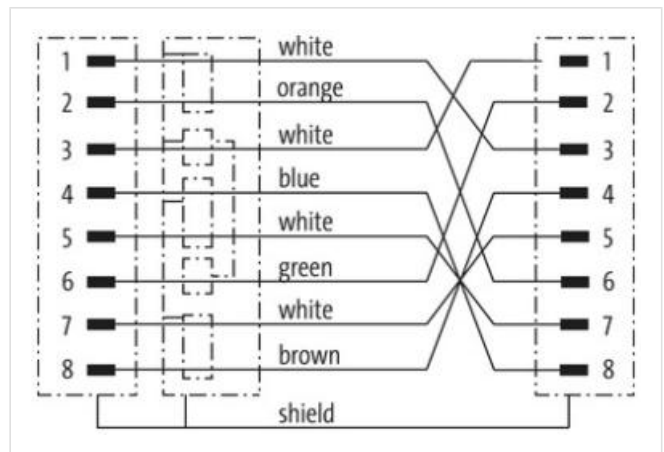 1 white 1
2 orange 2
3 white 3
4 blue 4
5 white 5
6 green 6
7 white 7
8 brown 8
shield